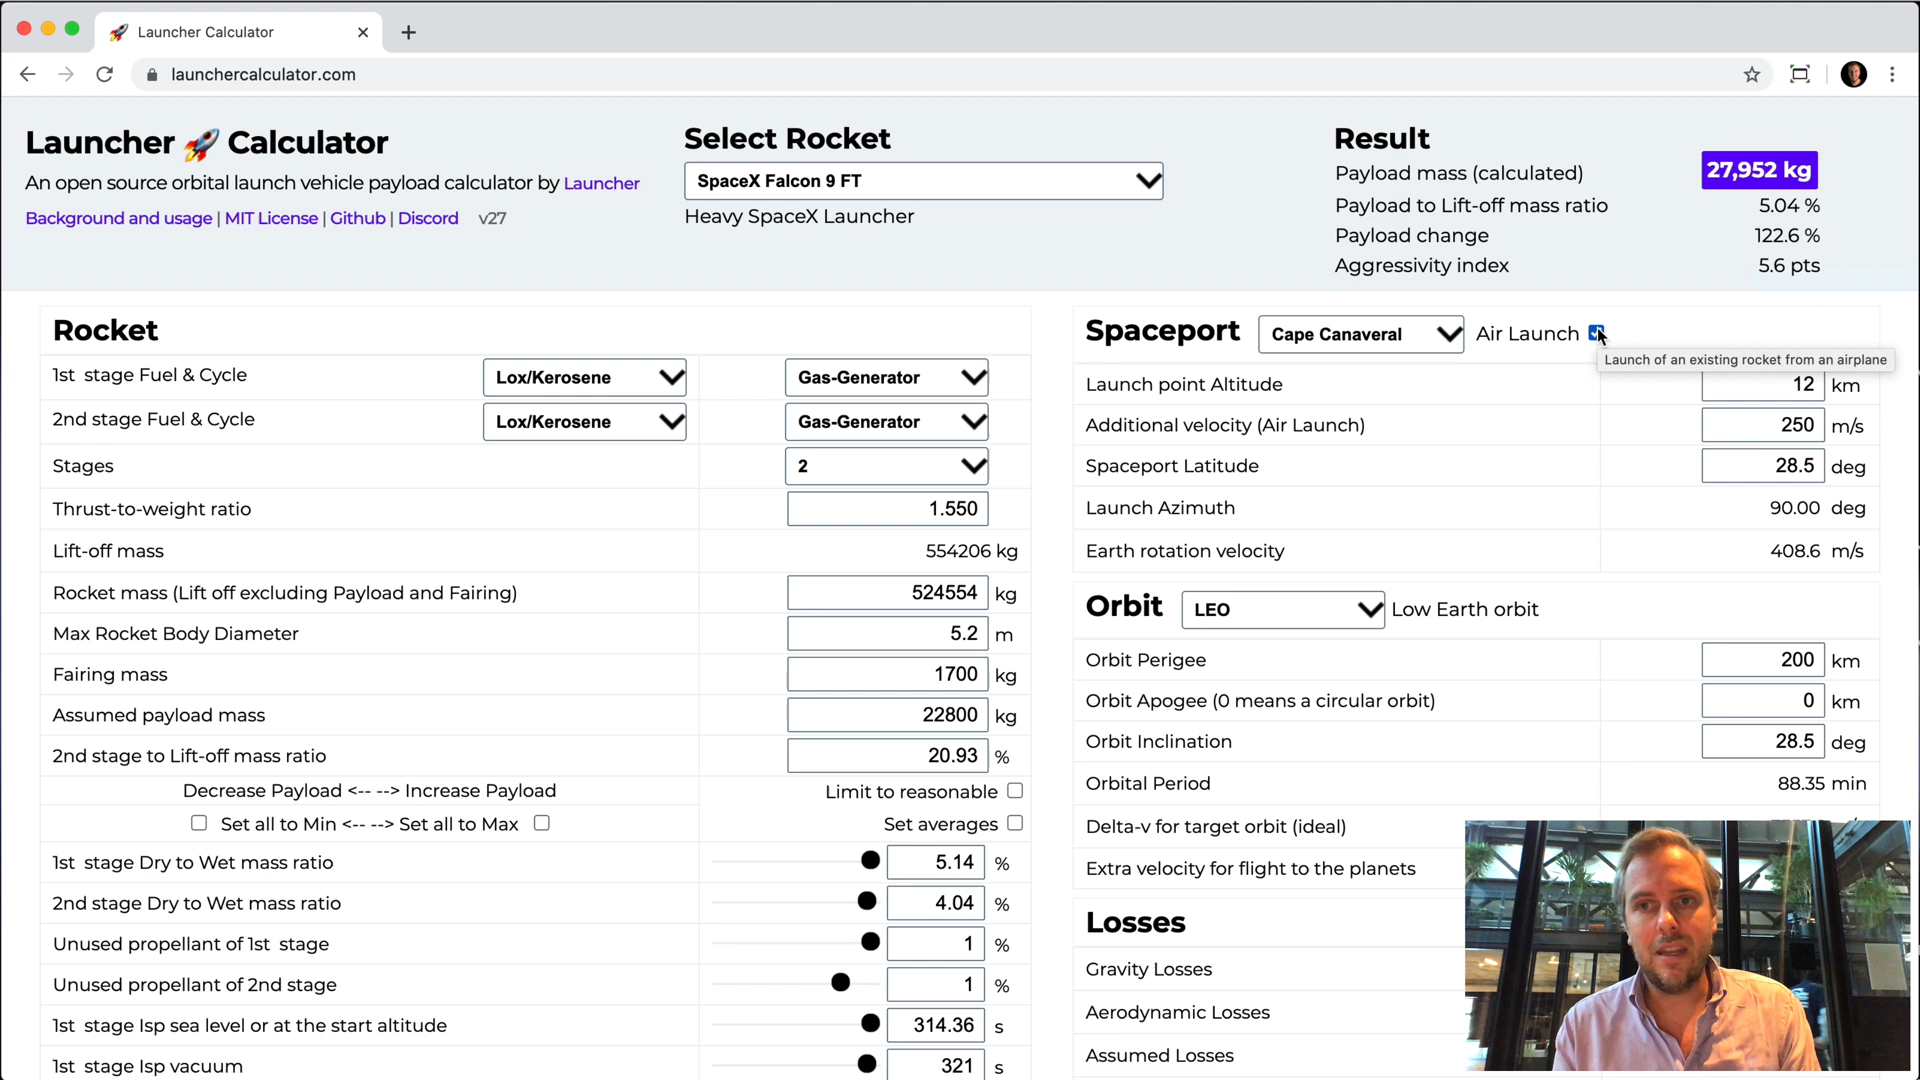 Launcher Calculator
launchercalculator.com
Launcher 🚀 Calculator
An open source orbital launch vehicle payload calculator by Launcher
Background and usage | MIT License | Github | Discord v27
Select Rocket
SpaceX Falcon 9 FT
Heavy SpaceX Launcher
Result
Payload mass (calculated) 27,952 kg
Payload to Lift-off mass ratio 5.04 %
Payload change 122.6 %
Aggressivity index 5.6 pts
Rocket
1st stage Fuel & Cycle Lox/Kerosene Gas-Generator
2nd stage Fuel & Cycle Lox/Kerosene Gas-Generator
Stages 2
Thrust-to-weight ratio 1.550
Lift-off mass 554206 kg
Rocket mass (Lift off excluding Payload and Fairing) 524554 kg
Max Rocket Body Diameter 5.2 m
Fairing mass 1700 kg
Assumed payload mass 22800 kg
2nd stage to Lift-off mass ratio 20.93 %
Decrease Payload <-- --> Increase Payload Limit to reasonable
Set all to Min <-- --> Set all to Max Set averages
1st stage Dry to Wet mass ratio 5.14 %
2nd stage Dry to Wet mass ratio 4.04 %
Unused propellant of 1st stage 1 %
Unused propellant of 2nd stage 1 %
1st stage Isp sea level or at the start altitude 314.36 s
1st stage Isp vacuum 321 s
Spaceport Cape Canaveral Air Launch
Launch of an existing rocket from an airplane
Launch point Altitude 12 km
Additional velocity (Air Launch) 250 m/s
Spaceport Latitude 28.5 deg
Launch Azimuth 90.00 deg
Earth rotation velocity 408.6 m/s
Orbit LEO Low Earth orbit
Orbit Perigee 200 km
Orbit Apogee (0 means a circular orbit) 0 km
Orbit Inclination 28.5 deg
Orbital Period 88.35 min
Delta-v for target orbit (ideal)
Extra velocity for flight to the planets
Losses
Gravity Losses
Aerodynamic Losses
Assumed Losses